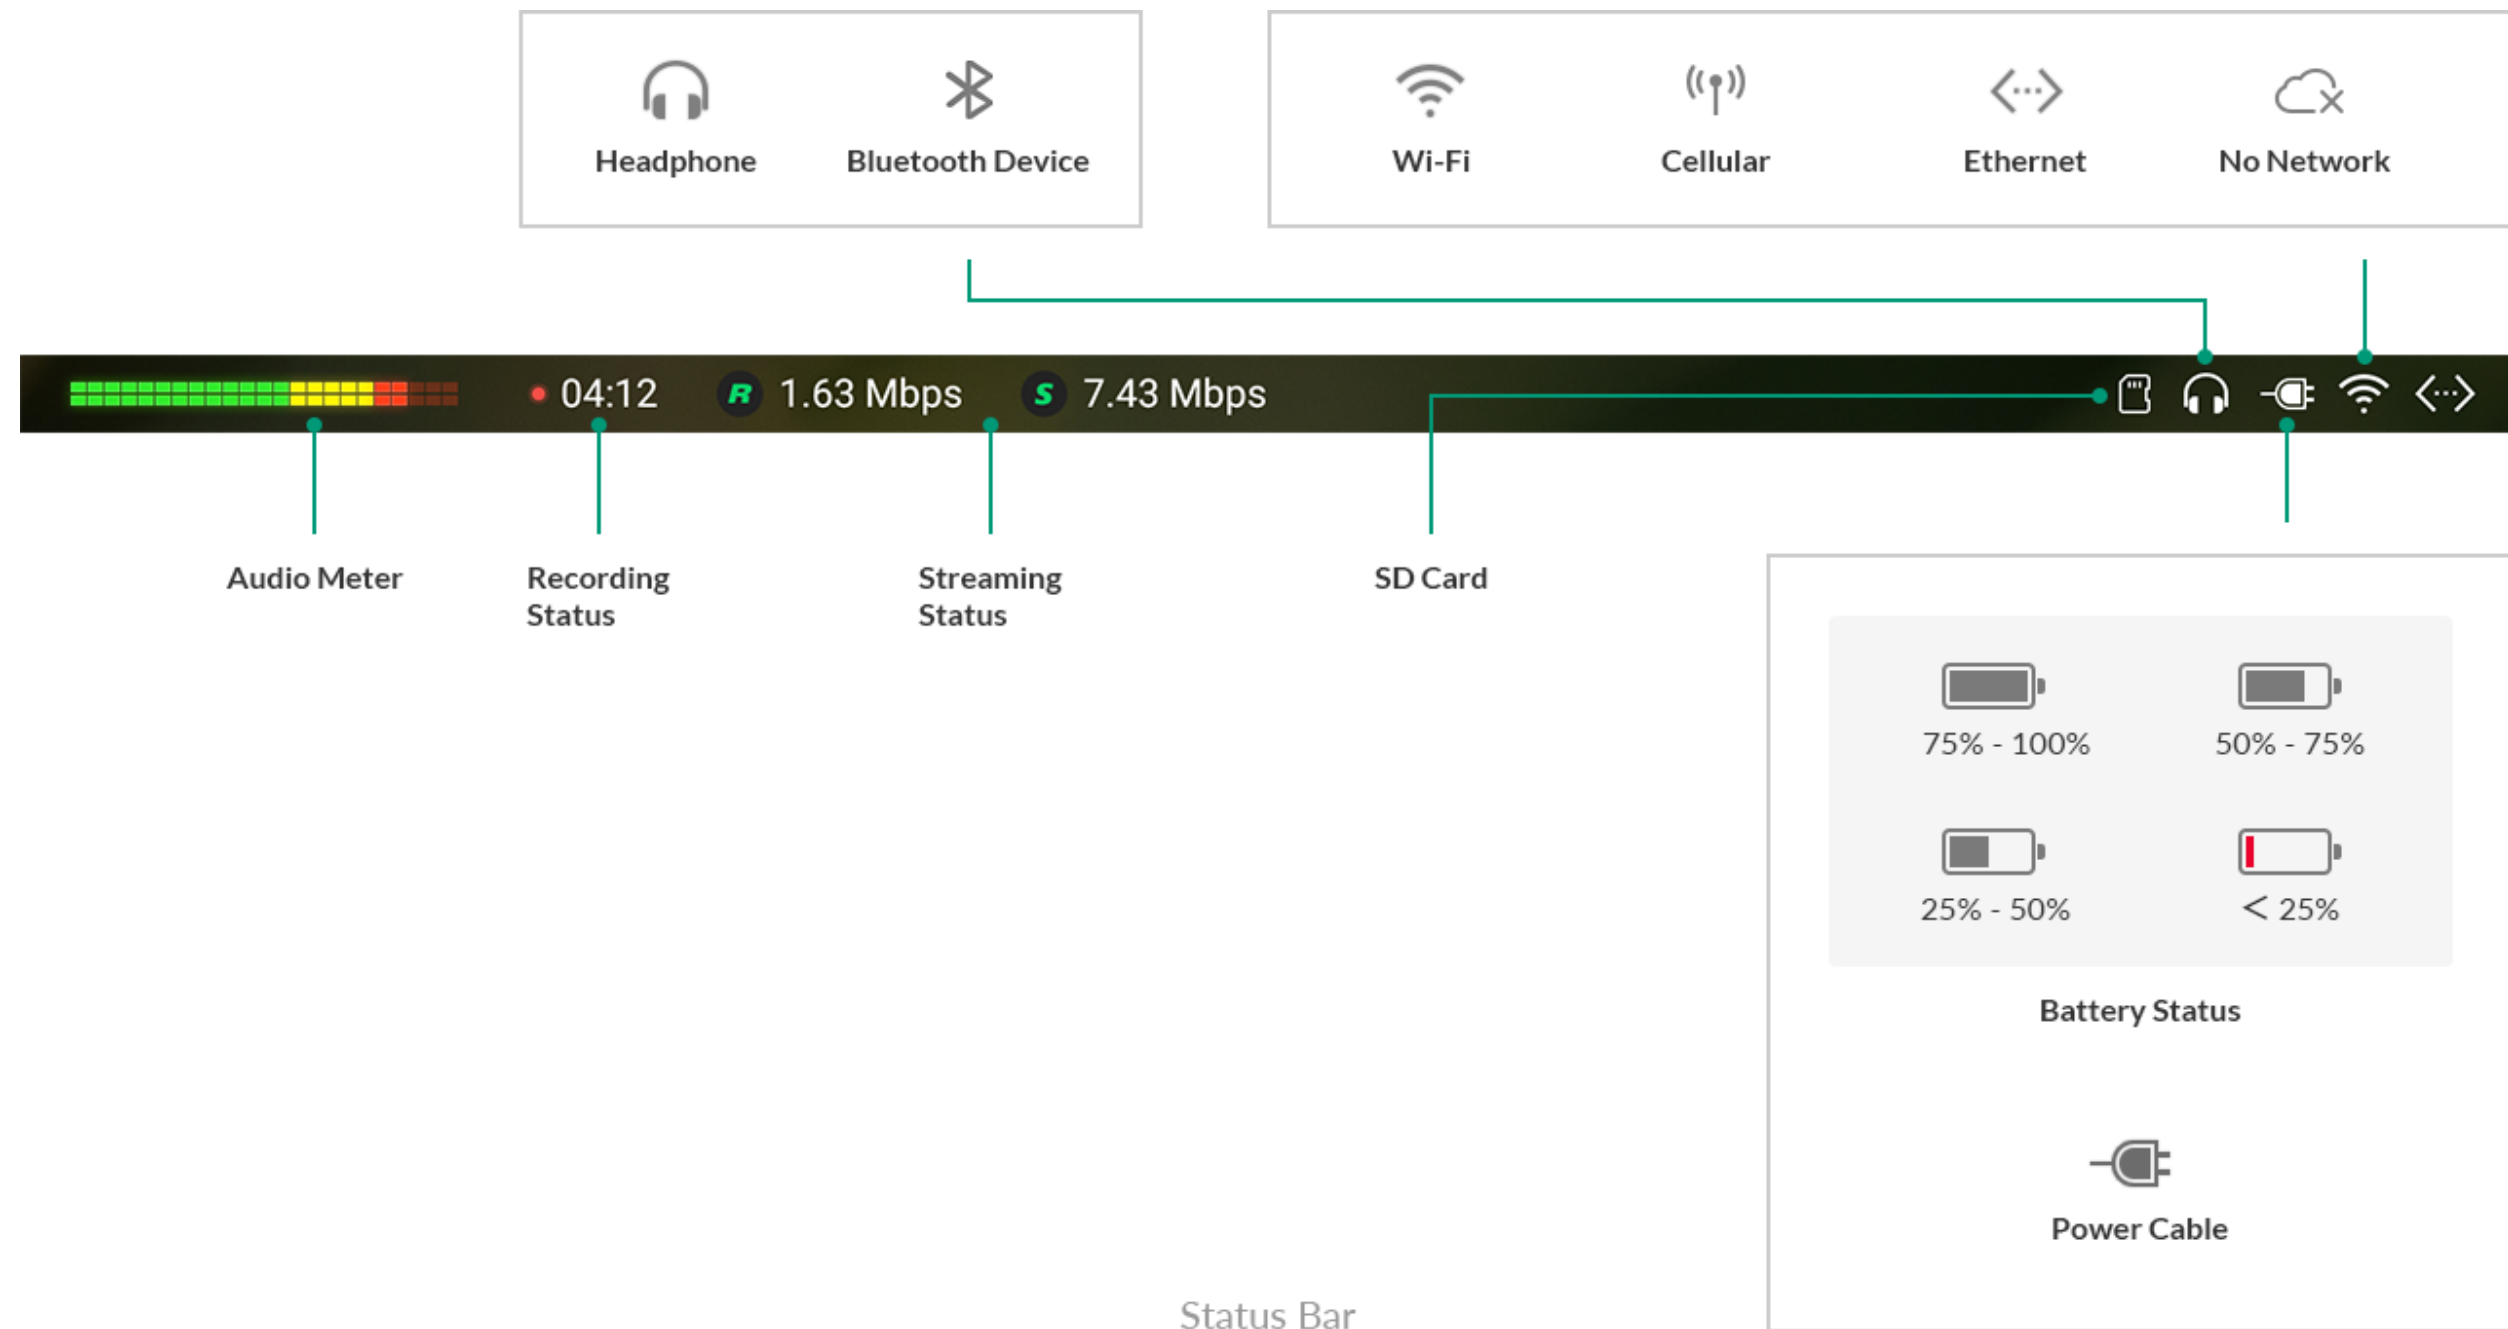 Headphone
Bluetooth Device
Wi-Fi
Cellular
Ethernet
No Network
04:12
R
1.63 Mbps
S
7.43 Mbps
Audio Meter
Recording
Status
Streaming
Status
SD Card
75% - 100%
50% - 75%
25% - 50%
< 25%
Battery Status
Power Cable
Status Bar